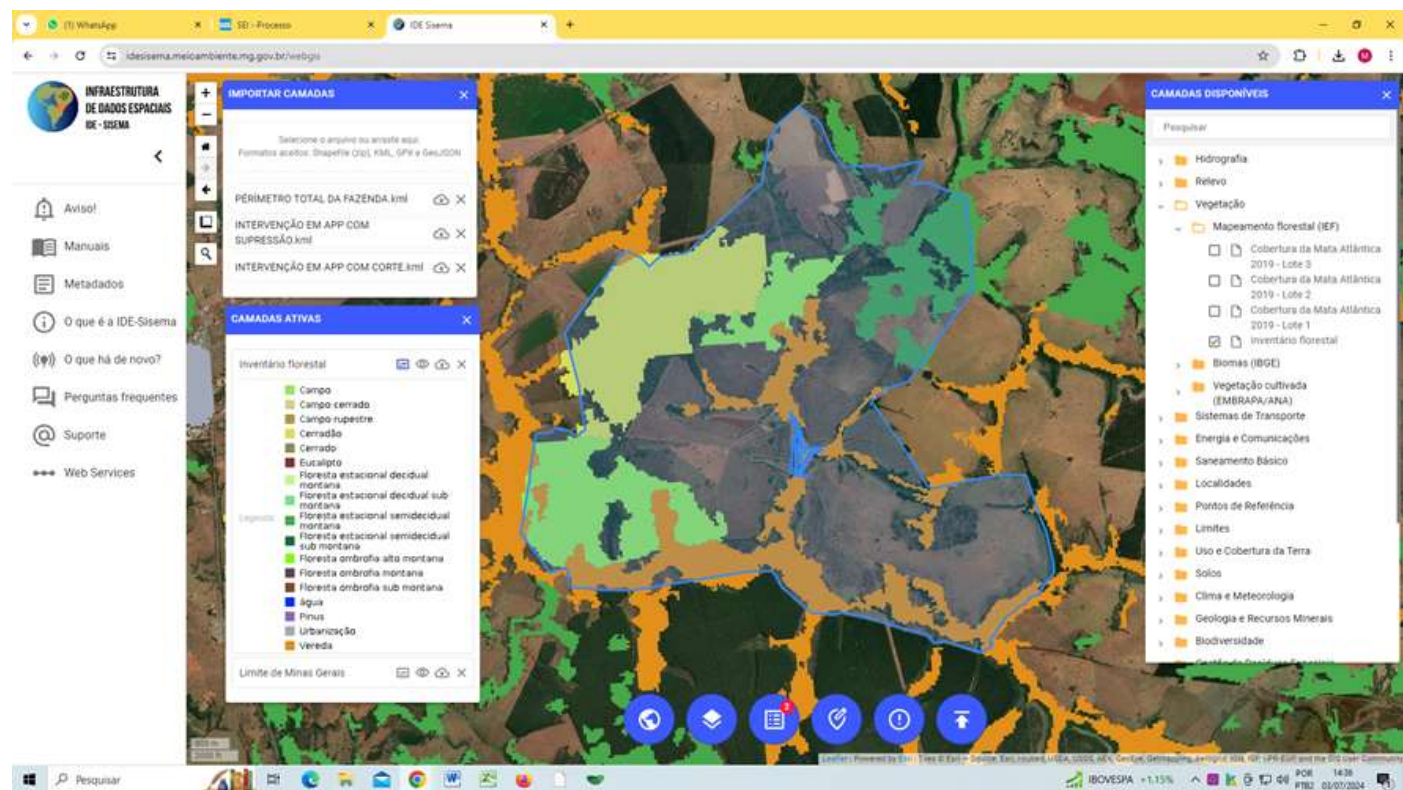 (1) WhatsApp
SEI - Processo
IDE Sisema
idesisema.meioambiente.mg.gov.br/webgis
INFRAESTRUTURA
DE DADOS ESPACIAIS
IDE - SISEMA
Aviso!
Manuais
Metadados
O que é a IDE-Sisema
O que há de novo?
Perguntas frequentes
Suporte
Web Services
IMPORTAR CAMADAS
Selecione o arquivo ou arraste aqui.
Formatos aceitos: Shapefile (zip), KML, GPX e GeoJSON
PERÍMETRO TOTAL DA FAZENDA.kml
INTERVENÇÃO EM APP COM
SUPRESSÃO.kml
INTERVENÇÃO EM APP COM CORTE.kml
CAMADAS ATIVAS
Inventário florestal
Legenda:
Campo
Campo cerrado
Campo rupestre
Cerradão
Cerrado
Eucalipto
Floresta estacional decidual
montana
Floresta estacional decidual sub
montana
Floresta estacional semidecidual
montana
Floresta estacional semidecidual
sub montana
Floresta ombrofia alto montana
Floresta ombrofia montana
Floresta ombrofia sub montana
água
Pinus
Urbanização
Vereda
Limite de Minas Gerais
3
CAMADAS DISPONÍVEIS
Pesquisar
Hidrografia
Relevo
Vegetação
Mapeamento florestal (IEF)
Cobertura da Mata Atlântica
2019 - Lote 3
Cobertura da Mata Atlântica
2019 - Lote 2
Cobertura da Mata Atlântica
2019 - Lote 1
Inventário florestal
Biomas (IBGE)
Vegetação cultivada
(EMBRAPA/ANA)
Sistemas de Transporte
Energia e Comunicações
Saneamento Básico
Localidades
Pontos de Referência
Limites
Uso e Cobertura da Terra
Solos
Clima e Meteorologia
Geologia e Recursos Minerais
Biodiversidade
Pesquisar
IBOVESPA +1.15%
POR
PTB2
14:36
03/07/2024